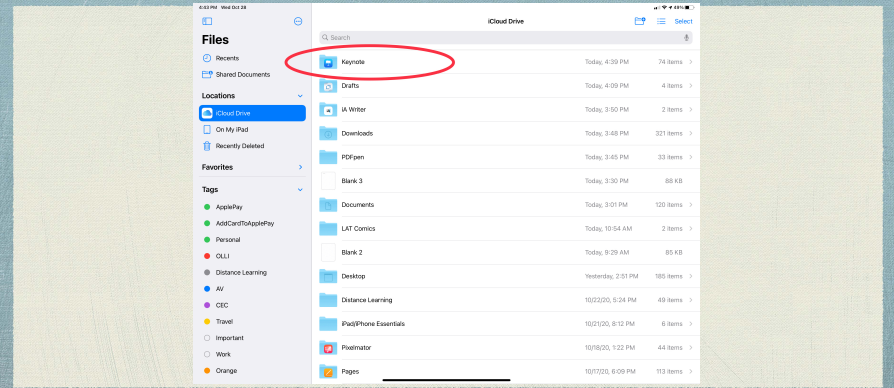 4:43 PM Wed Oct 28
49%
Files
Recents
Shared Documents
Locations
iCloud Drive
On My iPad
Recently Deleted
Favorites
Tags
ApplePay
AddCardToApplePay
Personal
OLLI
Distance Learning
AV
CEC
Travel
Important
Work
Orange
iCloud Drive
Select
Search
Keynote Today, 4:39 PM 74 items
Drafts Today, 4:09 PM 4 items
iA Writer Today, 3:50 PM 2 items
Downloads Today, 3:48 PM 321 items
PDFpen Today, 3:45 PM 33 items
Blank 3 Today, 3:30 PM 88 KB
Documents Today, 3:01 PM 120 items
LAT Comics Today, 10:54 AM 2 items
Blank 2 Today, 9:29 AM 85 KB
Desktop Yesterday, 2:51 PM 185 items
Distance Learning 10/22/20, 5:24 PM 49 items
iPad/iPhone Essentials 10/21/20, 8:12 PM 6 items
Pixelmator 10/18/20, 1:22 PM 44 items
Pages 10/17/20, 6:09 PM 113 items